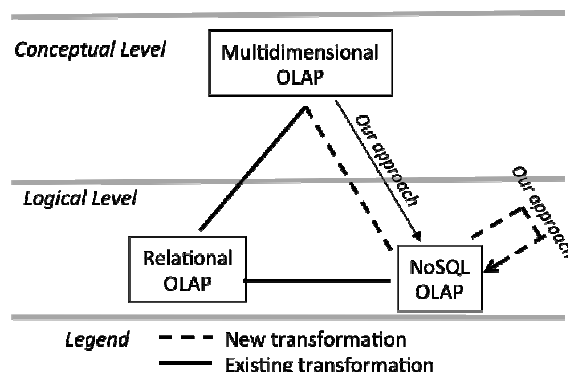 Conceptual Level
Multidimensional
OLAP
Our approach
Logical Level
Our approach
Relational
OLAP
NoSQL
OLAP
Legend
New transformation
Existing transformation